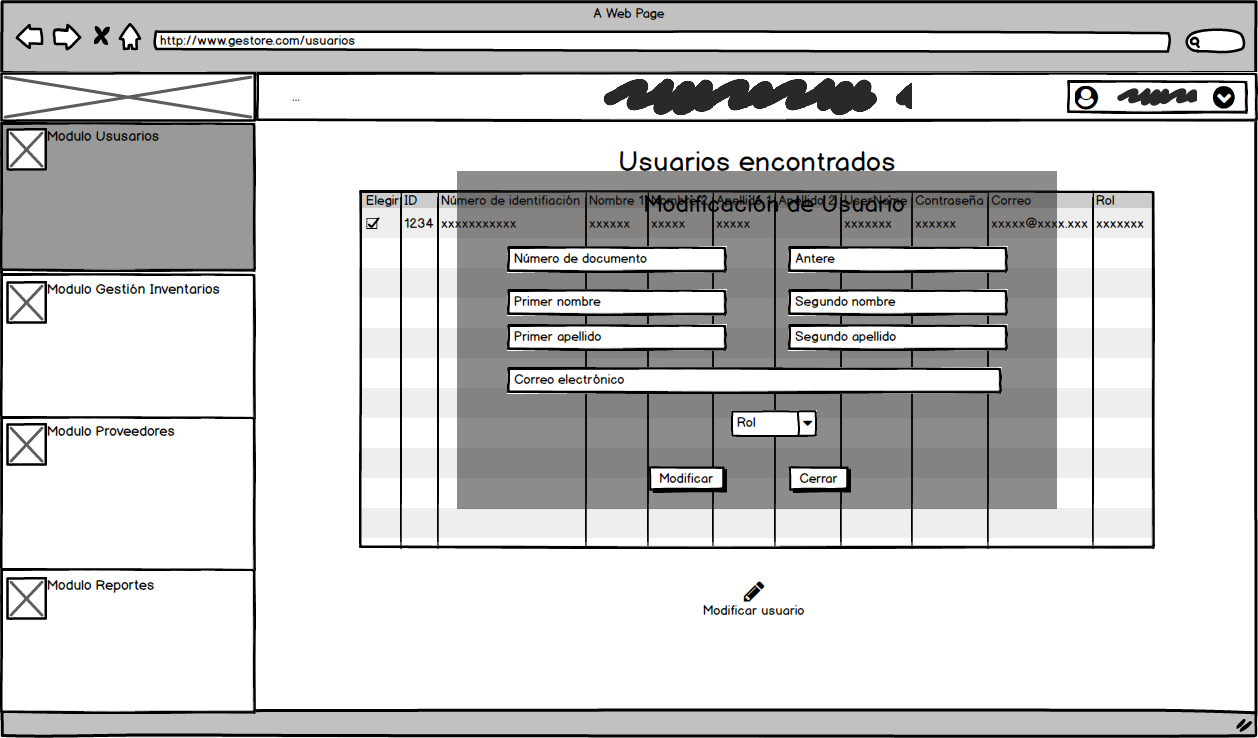 A Web Page
http://www.gestore.com/usuarios
...
Modulo Ususarios
Modulo Gestión Inventarios
Modulo Proveedores
Modulo Reportes
Usuarios encontrados
Elegir ID Número de identifiación Nombre 1 Nombre 2 Apellido 1 Apellido 2 UserName Contraseña Correo Rol
1234 xxxxxxxxxxx xxxxxx xxxxx xxxxx xxxxxxx xxxxxx xxxxx@xxxx.xxx xxxxxxx
Modificación de Usuario
Número de documento Antere
Primer nombre Segundo nombre
Primer apellido Segundo apellido
Correo electrónico
Rol
Modificar Cerrar
Modificar usuario